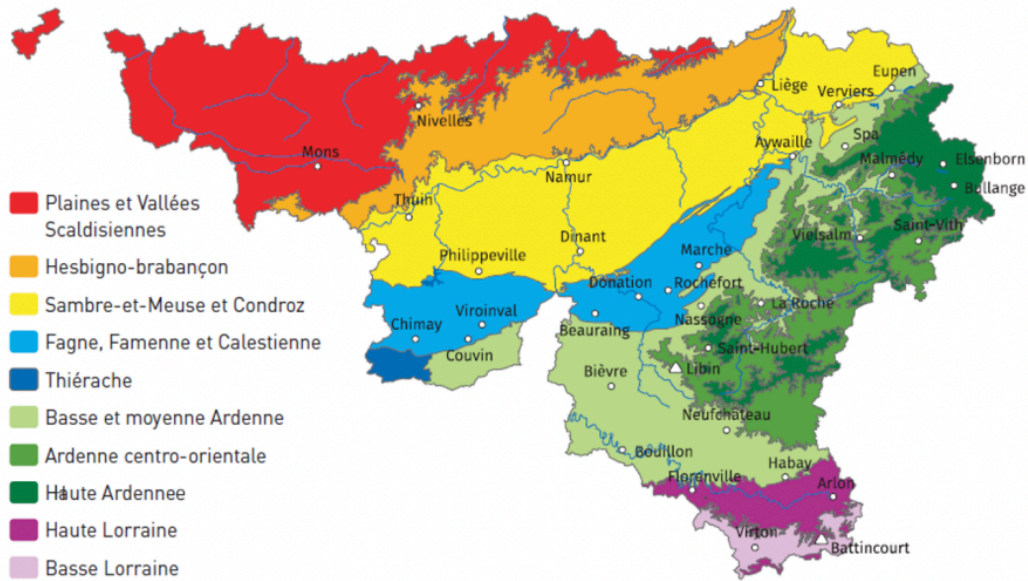 Eupen
Liège
Verviers
Nivelles
Spa
Aywaille
Mons
Malmédy
Elsenborn
Namur
Bullange
Thuin
Plaines et Vallées
Scaldisiennes
Saint-Vith
Vielsalm
Dinant
Marche
Philippeville
Hesbigno-brabançon
Donation
Rochefort
Sambre-et-Meuse et Condroz
La Roche
Viroinval
Nassogne
Chimay
Beauraing
Fagne, Famenne et Calestienne
Saint-Hubert
Couvin
Libin
Bièvre
Thiérache
Neufchâteau
Basse et moyenne Ardenne
Bouillon
Ardenne centro-orientale
Habay
Florenville
Arlon
Haute Ardennee
Haute Lorraine
Virton
Battincourt
Basse Lorraine